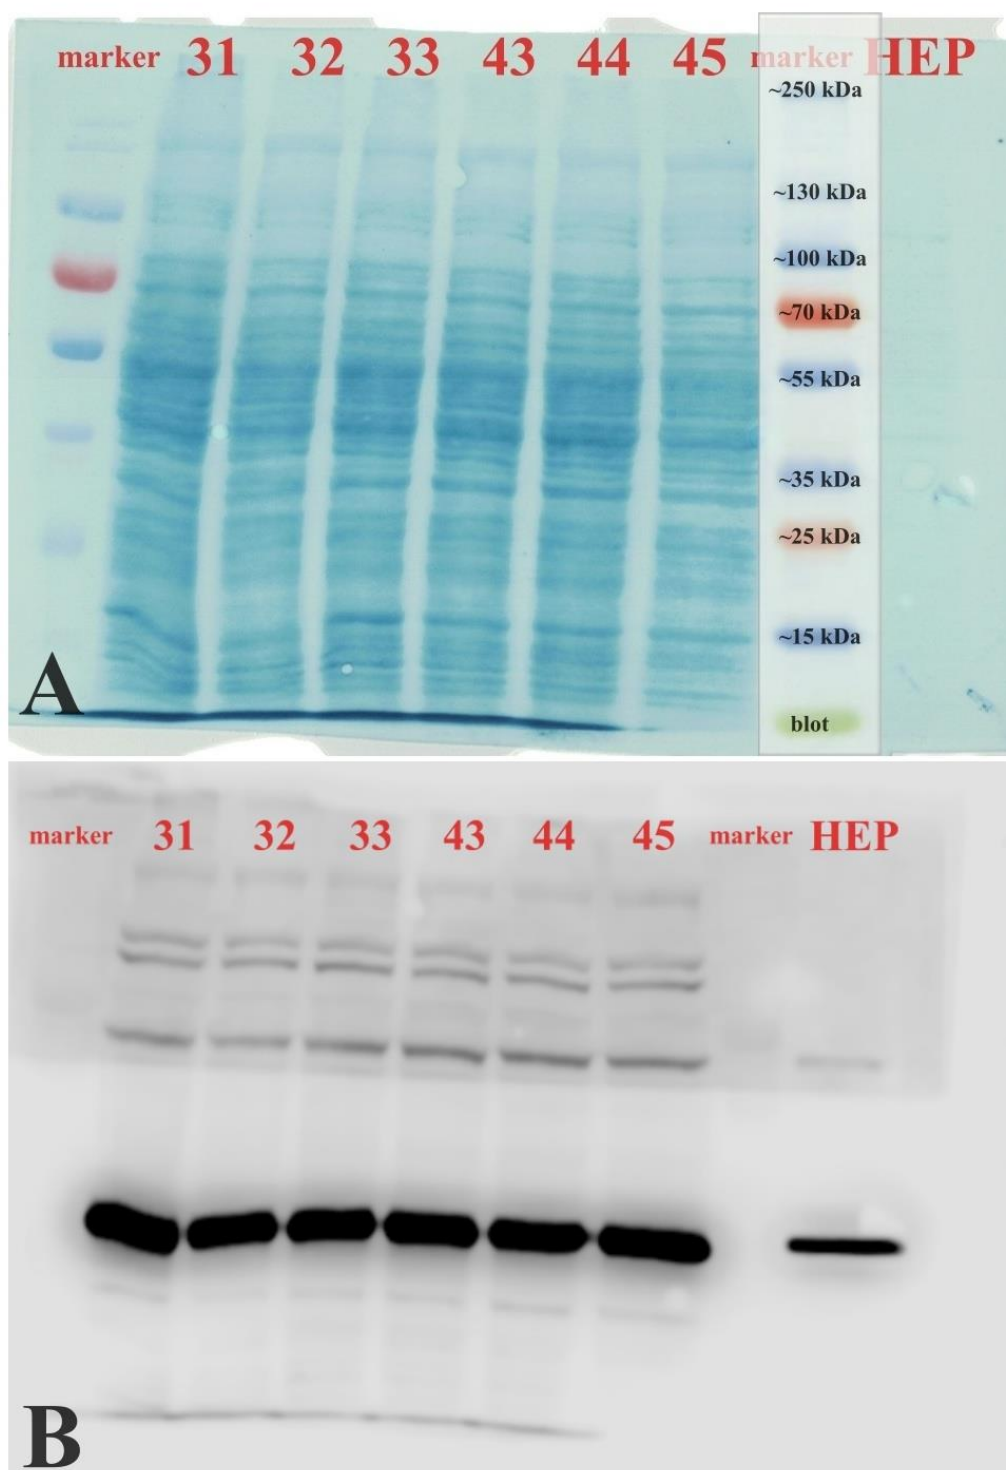 marker 31 32 33 43 44 45 marker HEP
~250 kDa
~130 kDa
~100 kDa
~70 kDa
~55 kDa
~35 kDa
~25 kDa
~15 kDa
blot
A
marker 31 32 33 43 44 45 marker HEP
B